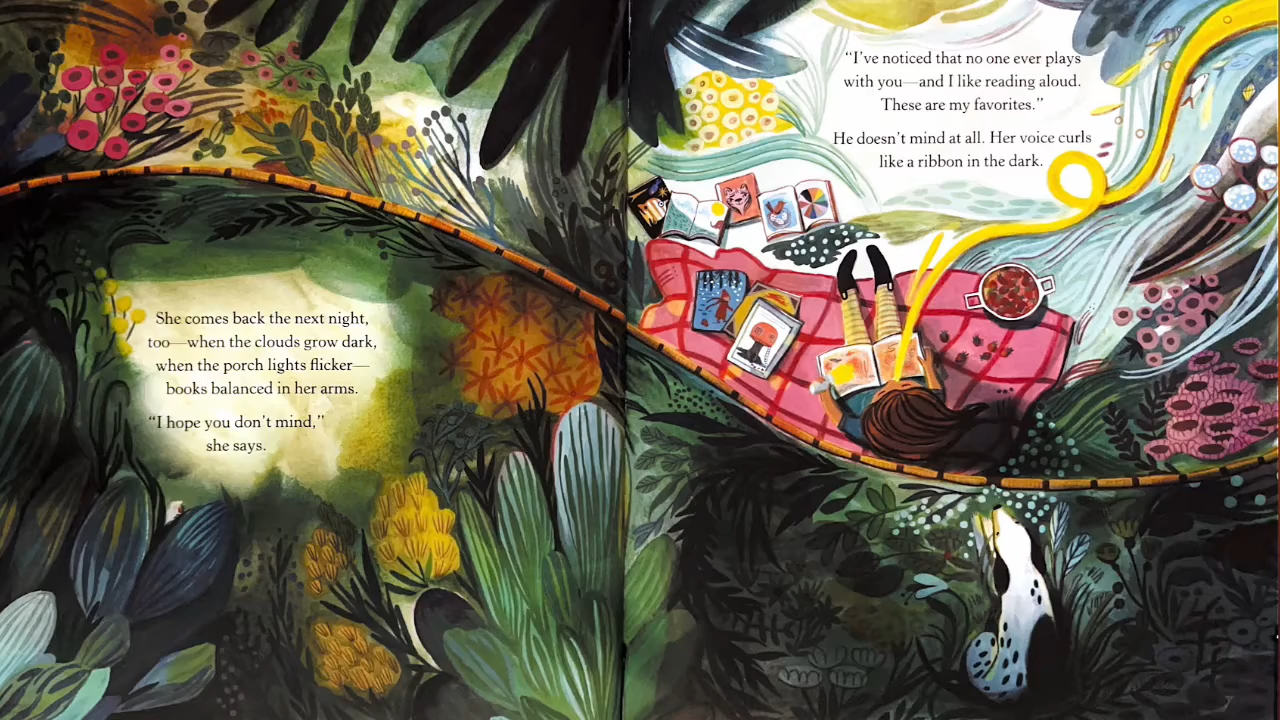 She comes back the next night,
too—when the clouds grow dark,
when the porch lights flicker—
books balanced in her arms.
“I hope you don’t mind,”
she says.
“I’ve noticed that no one ever plays
with you—and I like reading aloud.
These are my favorites.”
He doesn’t mind at all. Her voice curls
like a ribbon in the dark.